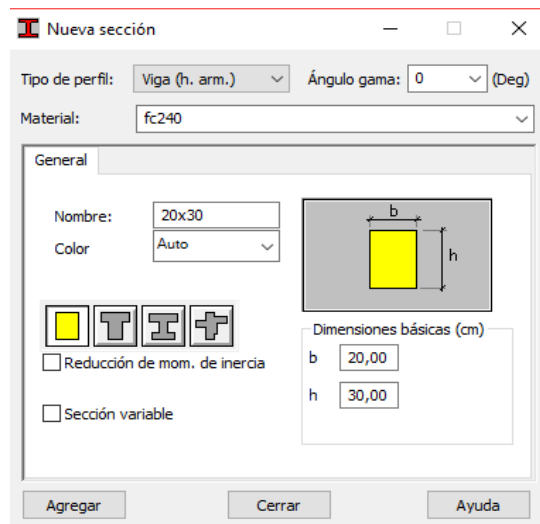 Nueva sección
Tipo de perfil: Viga (h. arm.) Ángulo gama: 0 (Deg)
Material: fc240
General
Nombre: 20x30
Color Auto
b
h
Reducción de mom. de inercia
Sección variable
Dimensiones básicas (cm)
b 20,00
h 30,00
Agregar Cerrar Ayuda